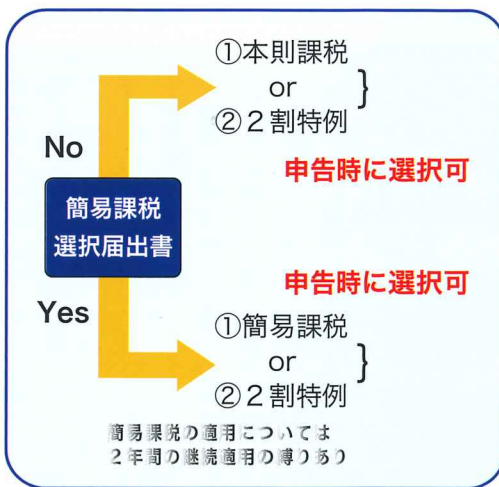 ①本則課税
or
②２割特例
}
申告時に選択可
No
簡易課税
選択届出書
Yes
申告時に選択可
①簡易課税
or
②２割特例
}
簡易課税の適用については
２年間の継続適用の縛りあり